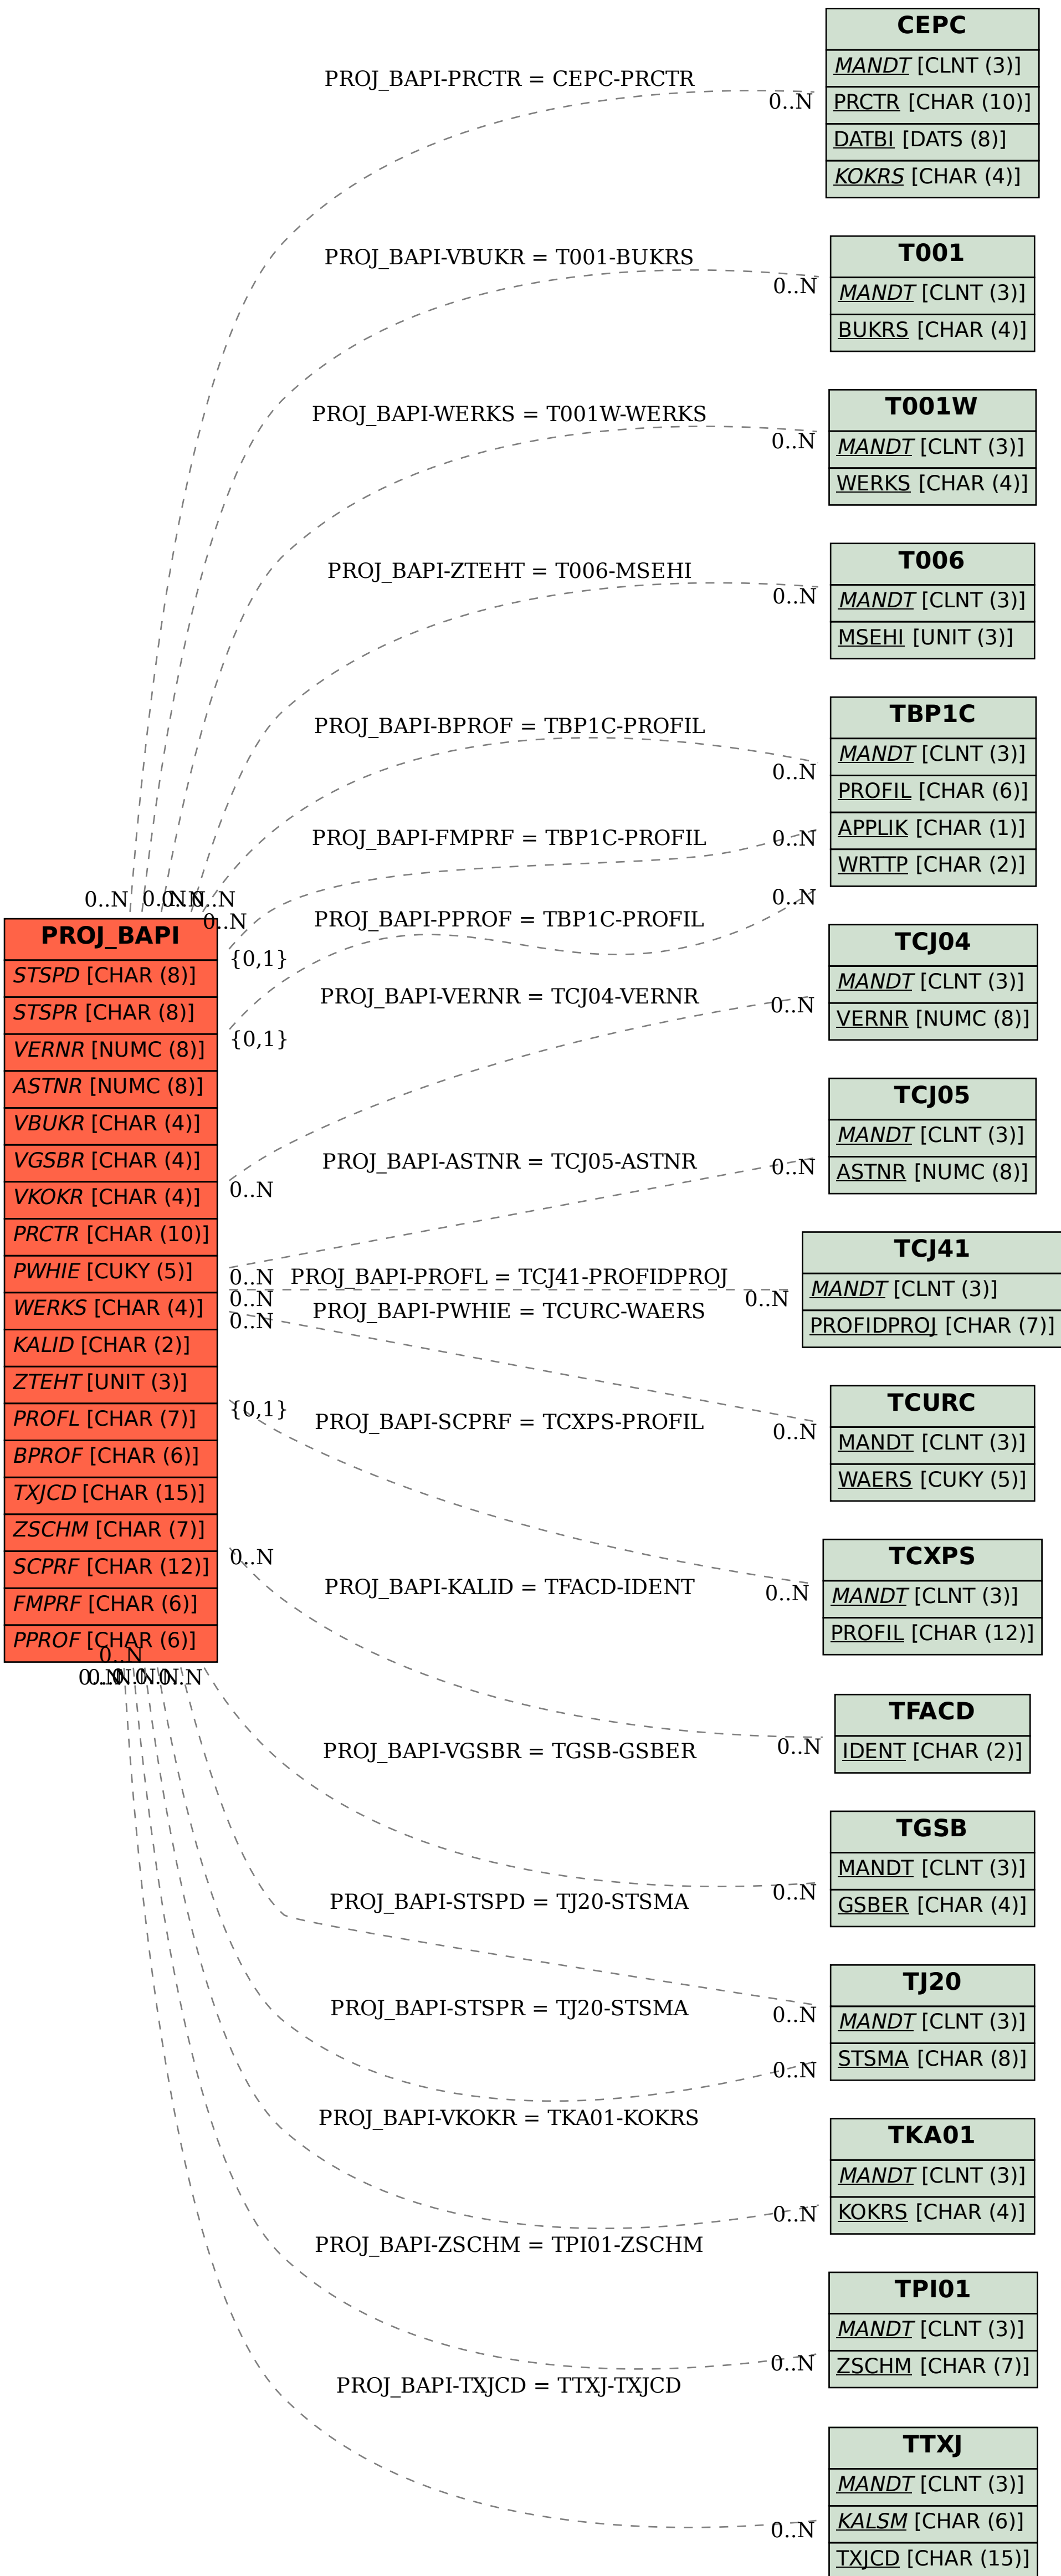 CEPC
MANDT [CLNT (3)]
PRCTR [CHAR (10)]
DATBI [DATS (8)]
KOKRS [CHAR (4)]
PROJ_BAPI-PRCTR = CEPC-PRCTR
0..N
T001
MANDT [CLNT (3)]
BUKRS [CHAR (4)]
PROJ_BAPI-VBUKR = T001-BUKRS
0..N
T001W
MANDT [CLNT (3)]
WERKS [CHAR (4)]
PROJ_BAPI-WERKS = T001W-WERKS
0..N
T006
MANDT [CLNT (3)]
MSEHI [UNIT (3)]
PROJ_BAPI-ZTEHT = T006-MSEHI
0..N
TBP1C
MANDT [CLNT (3)]
PROFIL [CHAR (6)]
APPLIK [CHAR (1)]
WRTTP [CHAR (2)]
PROJ_BAPI-BPROF = TBP1C-PROFIL
0..N
PROJ_BAPI-FMPRF = TBP1C-PROFIL
0..N
PROJ_BAPI-PPROF = TBP1C-PROFIL
0..N
0..N
0..N
0..N
0..N
0..N
{0,1}
{0,1}
PROJ_BAPI
STSPD [CHAR (8)]
STSPR [CHAR (8)]
VERNR [NUMC (8)]
ASTNR [NUMC (8)]
VBUKR [CHAR (4)]
VGSBR [CHAR (4)]
VKOKR [CHAR (4)]
PRCTR [CHAR (10)]
PWHIE [CUKY (5)]
WERKS [CHAR (4)]
KALID [CHAR (2)]
ZTEHT [UNIT (3)]
PROFL [CHAR (7)]
BPROF [CHAR (6)]
TXJCD [CHAR (15)]
ZSCHM [CHAR (7)]
SCPRF [CHAR (12)]
FMPRF [CHAR (6)]
PPROF [CHAR (6)]
TCJ04
MANDT [CLNT (3)]
VERNR [NUMC (8)]
PROJ_BAPI-VERNR = TCJ04-VERNR
0..N
0..N
TCJ05
MANDT [CLNT (3)]
ASTNR [NUMC (8)]
PROJ_BAPI-ASTNR = TCJ05-ASTNR
0..N
0..N
TCJ41
MANDT [CLNT (3)]
PROFIDPROJ [CHAR (7)]
PROJ_BAPI-PROFL = TCJ41-PROFIDPROJ
0..N
0..N
TCURC
MANDT [CLNT (3)]
WAERS [CUKY (5)]
PROJ_BAPI-PWHIE = TCURC-WAERS
0..N
0..N
TCXPS
MANDT [CLNT (3)]
PROFIL [CHAR (12)]
PROJ_BAPI-SCPRF = TCXPS-PROFIL
{0,1}
0..N
TFACD
IDENT [CHAR (2)]
PROJ_BAPI-KALID = TFACD-IDENT
0..N
0..N
TGSB
MANDT [CLNT (3)]
GSBER [CHAR (4)]
PROJ_BAPI-VGSBR = TGSB-GSBER
0..N
0..N
TJ20
MANDT [CLNT (3)]
STSMA [CHAR (8)]
PROJ_BAPI-STSPD = TJ20-STSMA
0..N
0..N
PROJ_BAPI-STSPR = TJ20-STSMA
0..N
0..N
TKA01
MANDT [CLNT (3)]
KOKRS [CHAR (4)]
PROJ_BAPI-VKOKR = TKA01-KOKRS
0..N
0..N
TPI01
MANDT [CLNT (3)]
ZSCHM [CHAR (7)]
PROJ_BAPI-ZSCHM = TPI01-ZSCHM
0..N
0..N
TTXJ
MANDT [CLNT (3)]
KALSM [CHAR (6)]
TXJCD [CHAR (15)]
PROJ_BAPI-TXJCD = TTXJ-TXJCD
0..N
0..N